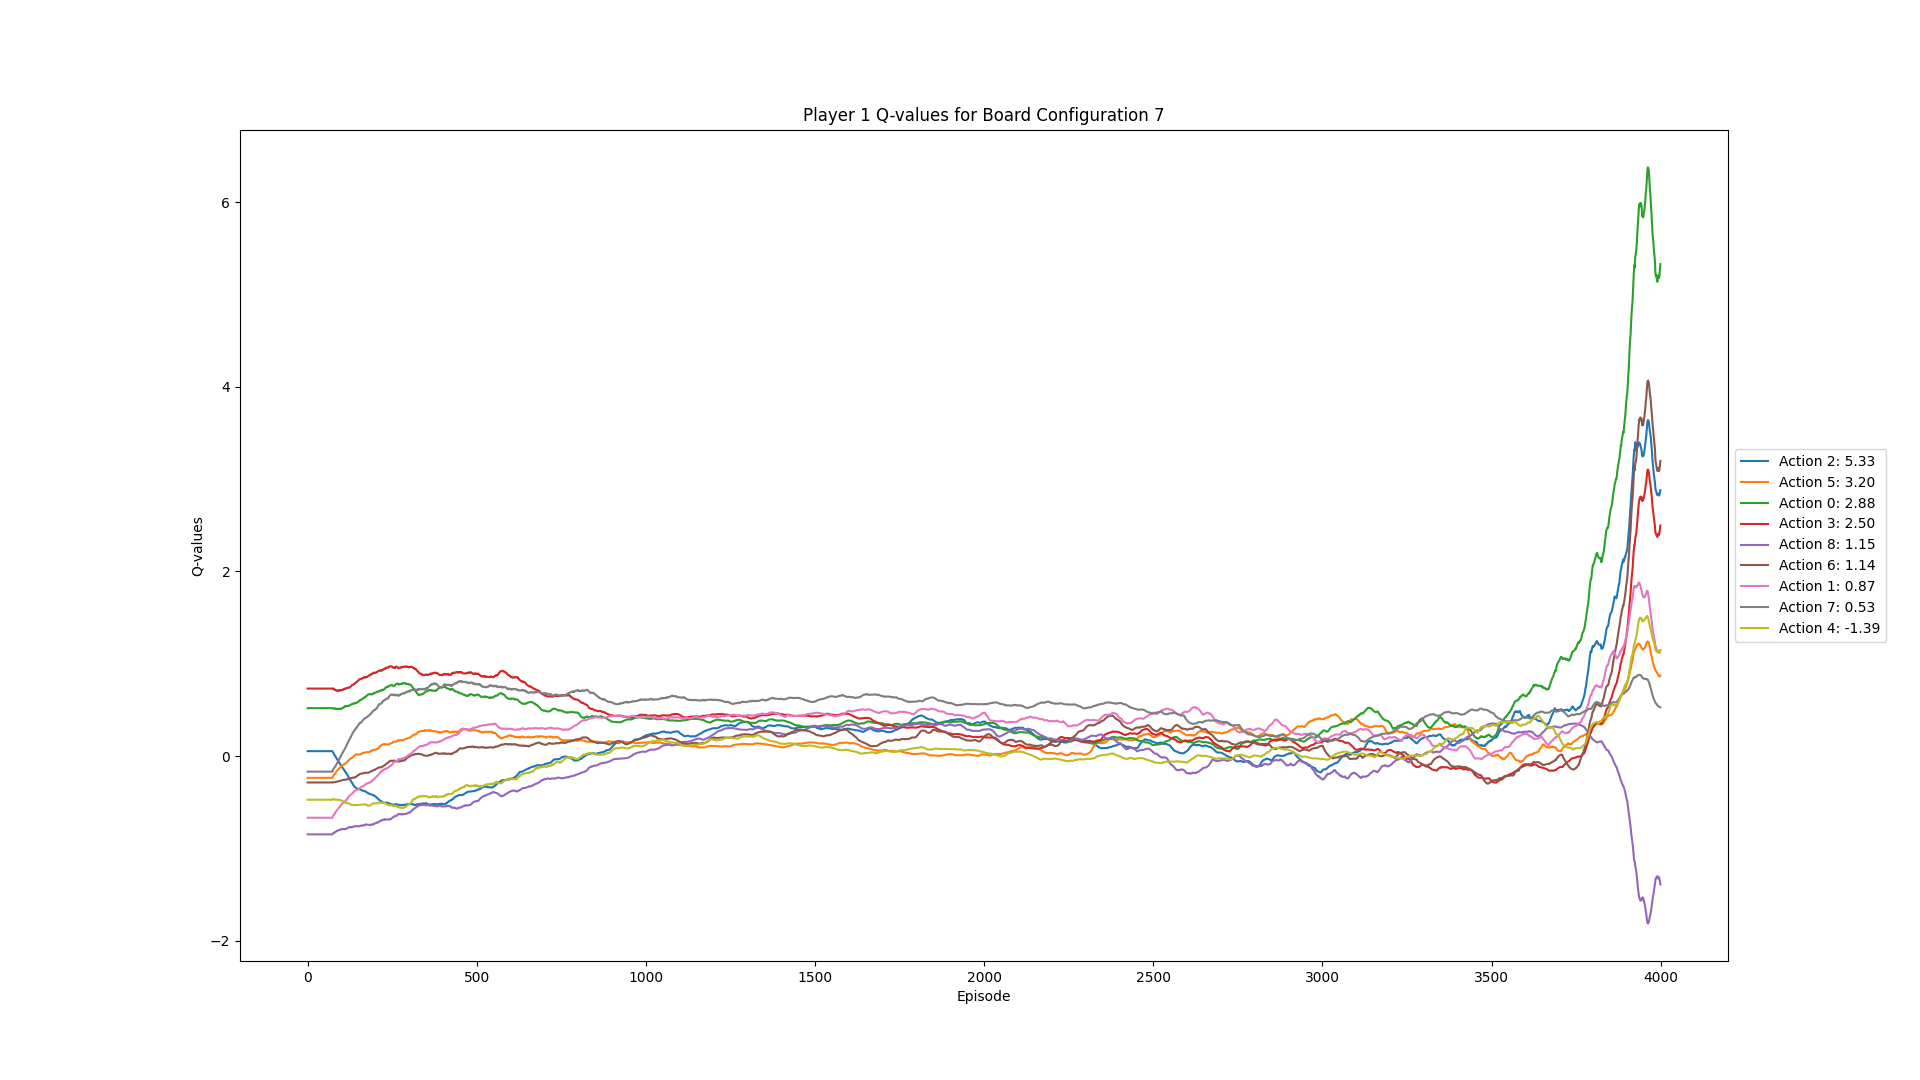 Player 1 Q-values for Board Configuration 7
6
4
2
0
−2
Q-values
0 500 1000 1500 2000 2500 3000 3500 4000
Episode
Action 2: 5.33
Action 5: 3.20
Action 0: 2.88
Action 3: 2.50
Action 8: 1.15
Action 6: 1.14
Action 1: 0.87
Action 7: 0.53
Action 4: -1.39